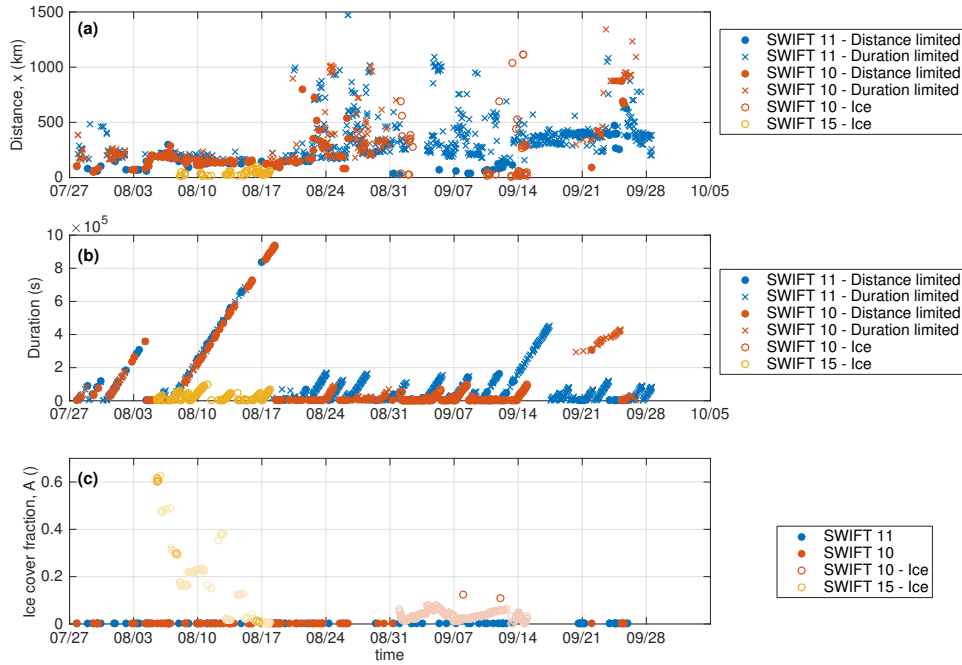 (a)
Distance, x (km)
1500
1000
500
0
07/27 08/03 08/10 08/17 08/24 08/31 09/07 09/14 09/21 09/28 10/05
SWIFT 11 - Distance limited
SWIFT 11 - Duration limited
SWIFT 10 - Distance limited
SWIFT 10 - Duration limited
SWIFT 10 - Ice
SWIFT 15 - Ice
× 10⁵
(b)
Duration (s)
10
8
6
4
2
0
07/27 08/03 08/10 08/17 08/24 08/31 09/07 09/14 09/21 09/28 10/05
SWIFT 11 - Distance limited
SWIFT 11 - Duration limited
SWIFT 10 - Distance limited
SWIFT 10 - Duration limited
SWIFT 10 - Ice
SWIFT 15 - Ice
(c)
Ice cover fraction, A ()
0.6
0.4
0.2
0
07/27 08/03 08/10 08/17 08/24 08/31 09/07 09/14 09/21 09/28 10/05
time
SWIFT 11
SWIFT 10
SWIFT 10 - Ice
SWIFT 15 - Ice